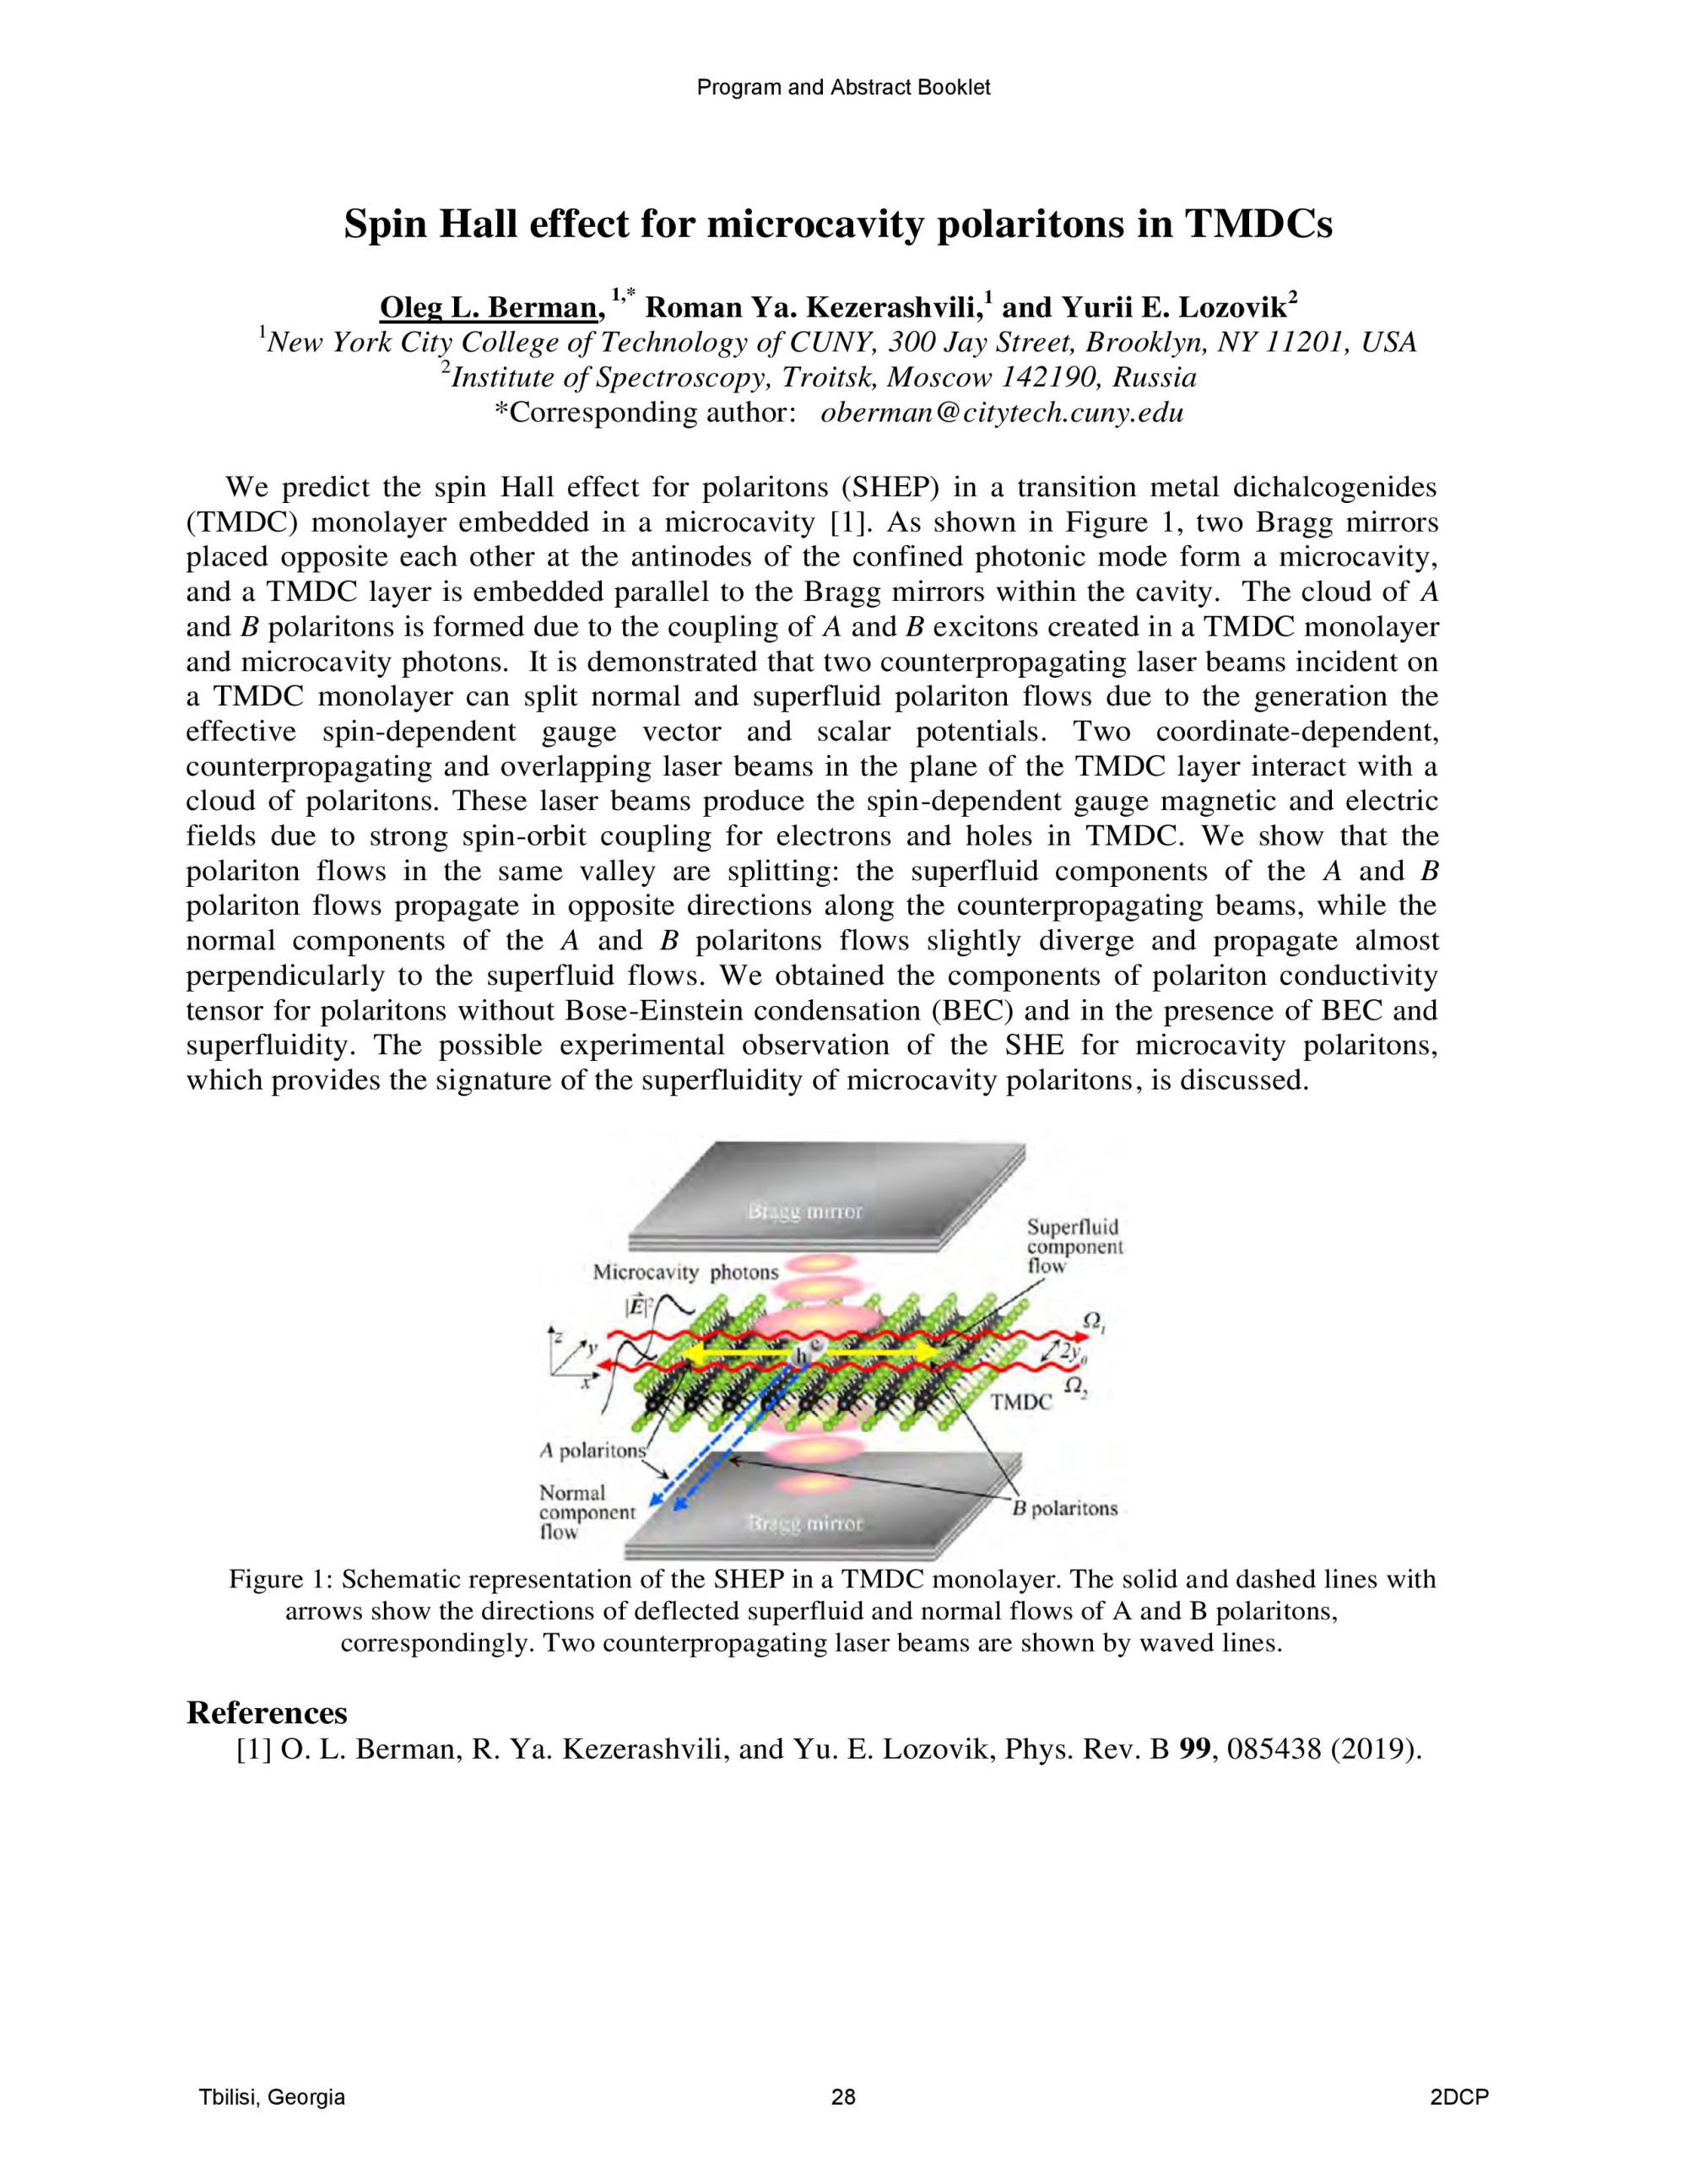 Program and Abstract Booklet
Spin Hall effect for microcavity polaritons in TMDCs
Oleg L. Berman, 1,* Roman Ya. Kezerashvili,1 and Yurii E. Lozovik2
1New York City College of Technology of CUNY, 300 Jay Street, Brooklyn, NY 11201, USA
2Institute of Spectroscopy, Troitsk, Moscow 142190, Russia
*Corresponding author: oberman@citytech.cuny.edu
We predict the spin Hall effect for polaritons (SHEP) in a transition metal dichalcogenides
(TMDC) monolayer embedded in a microcavity [1]. As shown in Figure 1, two Bragg mirrors
placed opposite each other at the antinodes of the confined photonic mode form a microcavity,
and a TMDC layer is embedded parallel to the Bragg mirrors within the cavity. The cloud of A
and B polaritons is formed due to the coupling of A and B excitons created in a TMDC monolayer
and microcavity photons. It is demonstrated that two counterpropagating laser beams incident on
a TMDC monolayer can split normal and superfluid polariton flows due to the generation the
effective spin-dependent gauge vector and scalar potentials. Two coordinate-dependent,
counterpropagating and overlapping laser beams in the plane of the TMDC layer interact with a
cloud of polaritons. These laser beams produce the spin-dependent gauge magnetic and electric
fields due to strong spin-orbit coupling for electrons and holes in TMDC. We show that the
polariton flows in the same valley are splitting: the superfluid components of the A and B
polariton flows propagate in opposite directions along the counterpropagating beams, while the
normal components of the A and B polaritons flows slightly diverge and propagate almost
perpendicularly to the superfluid flows. We obtained the components of polariton conductivity
tensor for polaritons without Bose-Einstein condensation (BEC) and in the presence of BEC and
superfluidity. The possible experimental observation of the SHE for microcavity polaritons,
which provides the signature of the superfluidity of microcavity polaritons, is discussed.
Bragg mirror
Superfluid
component
flow
Microcavity photons
|E|2
Ω1
z
y
x
h
e
2y0
Ω2
TMDC
A polaritons
Normal
component
flow
B polaritons
Bragg mirror
Figure 1: Schematic representation of the SHEP in a TMDC monolayer. The solid and dashed lines with
arrows show the directions of deflected superfluid and normal flows of A and B polaritons,
correspondingly. Two counterpropagating laser beams are shown by waved lines.
References
[1] O. L. Berman, R. Ya. Kezerashvili, and Yu. E. Lozovik, Phys. Rev. B 99, 085438 (2019).
Tbilisi, Georgia
28
2DCP